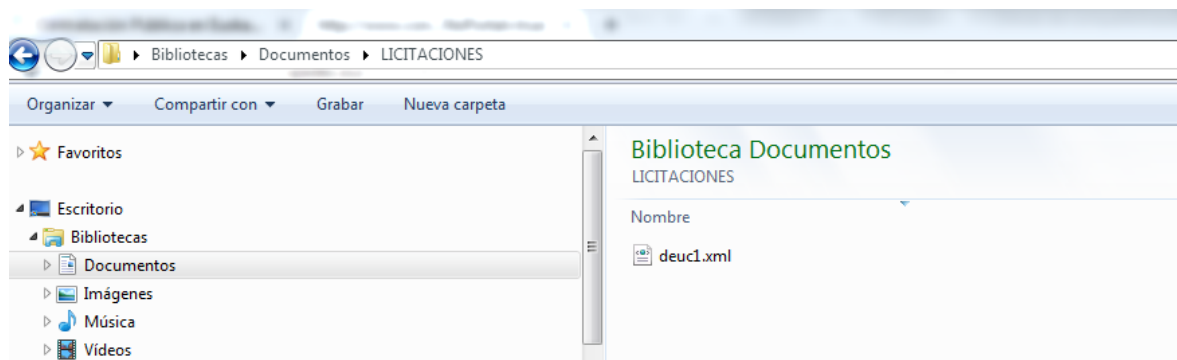 Bibliotecas Documentos LICITACIONES
Organizar Compartir con Grabar Nueva carpeta
Favoritos
Escritorio
Bibliotecas
Documentos
Imágenes
Música
Vídeos
Biblioteca Documentos
LICITACIONES
Nombre
deuc1.xml